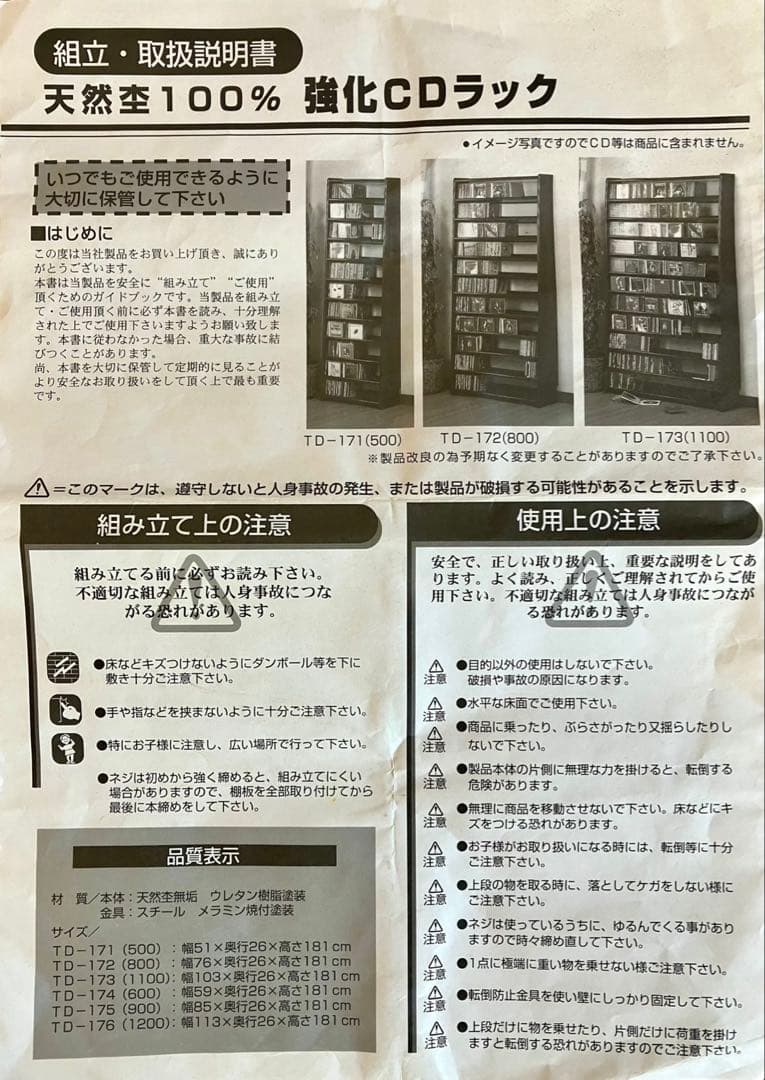 組立・取扱説明書
天然杢100% 強化CDラック
●イメージ写真ですのでCD等は商品に含まれません。
いつでもご使用できるように
大切に保管して下さい
■はじめに
この度は当社製品をお買い上げ頂き、誠にあり
がとうございます。
本書は当製品を安全に“組み立て”“ご使用”
頂くためのガイドブックです。当製品を組み立
て・ご使用頂く前に必ず本書を読み、十分理解
された上でご使用下さいますようお願い致しま
す。本書に従わなかった場合、重大な事故に結
びつくことがあります。
尚、本書を大切に保管して定期的に見ることが
より安全なお取り扱いをして頂く上で最も重要
です。
TD-171(500)
TD-172(800)
TD-173(1100)
※製品改良の為予期なく変更することがありますのでご了承下さい。
⚠=このマークは、遵守しないと人身事故の発生、または製品が破損する可能性があることを示します。
組み立て上の注意
組み立てる前に必ずお読み下さい。
不適切な組み立ては人身事故につな
がる恐れがあります。
●床などキズつけないようにダンボール等を下に
敷き十分ご注意下さい。
●手や指などを挟まないように十分ご注意下さい。
●特にお子様に注意し、広い場所で行って下さい。
●ネジは初めから強く締めると、組み立てにくい
場合がありますので、棚板を全部取り付けてから
最後に本締めをして下さい。
品質表示
材 質/本体:天然杢無垢 ウレタン樹脂塗装
金具:スチール メラミン焼付塗装
サイズ/
TD-171 (500):幅51×奥行26×高さ181cm
TD-172 (800):幅76×奥行26×高さ181cm
TD-173 (1100):幅103×奥行26×高さ181cm
TD-174 (600):幅59×奥行26×高さ181cm
TD-175 (900):幅85×奥行26×高さ181cm
TD-176 (1200):幅113×奥行26×高さ181cm
使用上の注意
安全で、正しい取り扱い上、重要な説明をしてあ
ります。よく読み、正しくご理解されてからご使
用下さい。不適切な組み立ては人身事故につなが
る恐れがあります。
注意 ●目的以外の使用はしないで下さい。
破損や事故の原因になります。
注意 ●水平な床面でご使用下さい。
注意 ●商品に乗ったり、ぶらさがったり又揺らしたりし
ないで下さい。
注意 ●製品本体の片側に無理な力を掛けると、転倒する
危険があります。
注意 ●無理に商品を移動させないで下さい。床などにキ
ズをつける恐れがあります。
注意 ●お子様がお取り扱いになる時には、転倒等に十分
ご注意下さい。
注意 ●上段の物を取る時に、落としてケガをしない様に
ご注意下さい。
注意 ●ネジは使っているうちに、ゆるんでくる事があり
ますので時々締め直して下さい。
注意 ●1点に極端に重い物を乗せない様ご注意下さい。
注意 ●転倒防止金具を使い壁にしっかり固定して下さい。
注意 ●上段だけに物を乗せたり、片側だけに荷重を掛け
ますと転倒する恐れがありますのでご注意下さい。